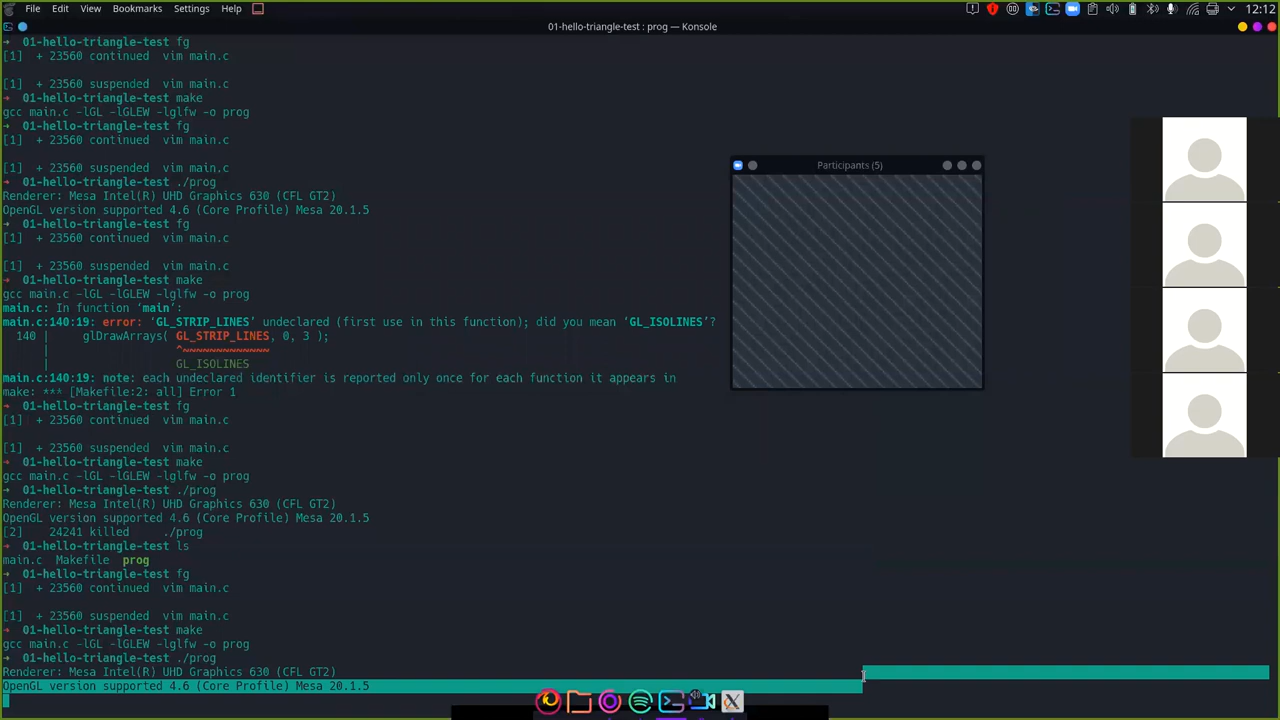 File Edit View Bookmarks Settings Help 12:12
01-hello-triangle-test : prog — Konsole
➜ 01-hello-triangle-test fg
[1] + 23560 continued vim main.c
[1] + 23560 suspended vim main.c
➜ 01-hello-triangle-test make
gcc main.c -lGL -lGLEW -lglfw -o prog
➜ 01-hello-triangle-test fg
[1] + 23560 continued vim main.c
[1] + 23560 suspended vim main.c
➜ 01-hello-triangle-test ./prog
Renderer: Mesa Intel(R) UHD Graphics 630 (CFL GT2)
OpenGL version supported 4.6 (Core Profile) Mesa 20.1.5
➜ 01-hello-triangle-test fg
[1] + 23560 continued vim main.c
[1] + 23560 suspended vim main.c
➜ 01-hello-triangle-test make
gcc main.c -lGL -lGLEW -lglfw -o prog
main.c: In function ‘main’:
main.c:140:19: error: ‘GL_STRIP_LINES’ undeclared (first use in this function); did you mean ‘GL_ISOLINES’?
140 | glDrawArrays( GL_STRIP_LINES, 0, 3 );
| ^~~~~~~~~~~~~~
| GL_ISOLINES
main.c:140:19: note: each undeclared identifier is reported only once for each function it appears in
make: *** [Makefile:2: all] Error 1
➜ 01-hello-triangle-test fg
[1] + 23560 continued vim main.c
[1] + 23560 suspended vim main.c
➜ 01-hello-triangle-test make
gcc main.c -lGL -lGLEW -lglfw -o prog
➜ 01-hello-triangle-test ./prog
Renderer: Mesa Intel(R) UHD Graphics 630 (CFL GT2)
OpenGL version supported 4.6 (Core Profile) Mesa 20.1.5
[2] 24241 killed ./prog
➜ 01-hello-triangle-test ls
main.c Makefile prog
➜ 01-hello-triangle-test fg
[1] + 23560 continued vim main.c
[1] + 23560 suspended vim main.c
➜ 01-hello-triangle-test make
gcc main.c -lGL -lGLEW -lglfw -o prog
➜ 01-hello-triangle-test ./prog
Renderer: Mesa Intel(R) UHD Graphics 630 (CFL GT2)
OpenGL version supported 4.6 (Core Profile) Mesa 20.1.5
Participants (5)